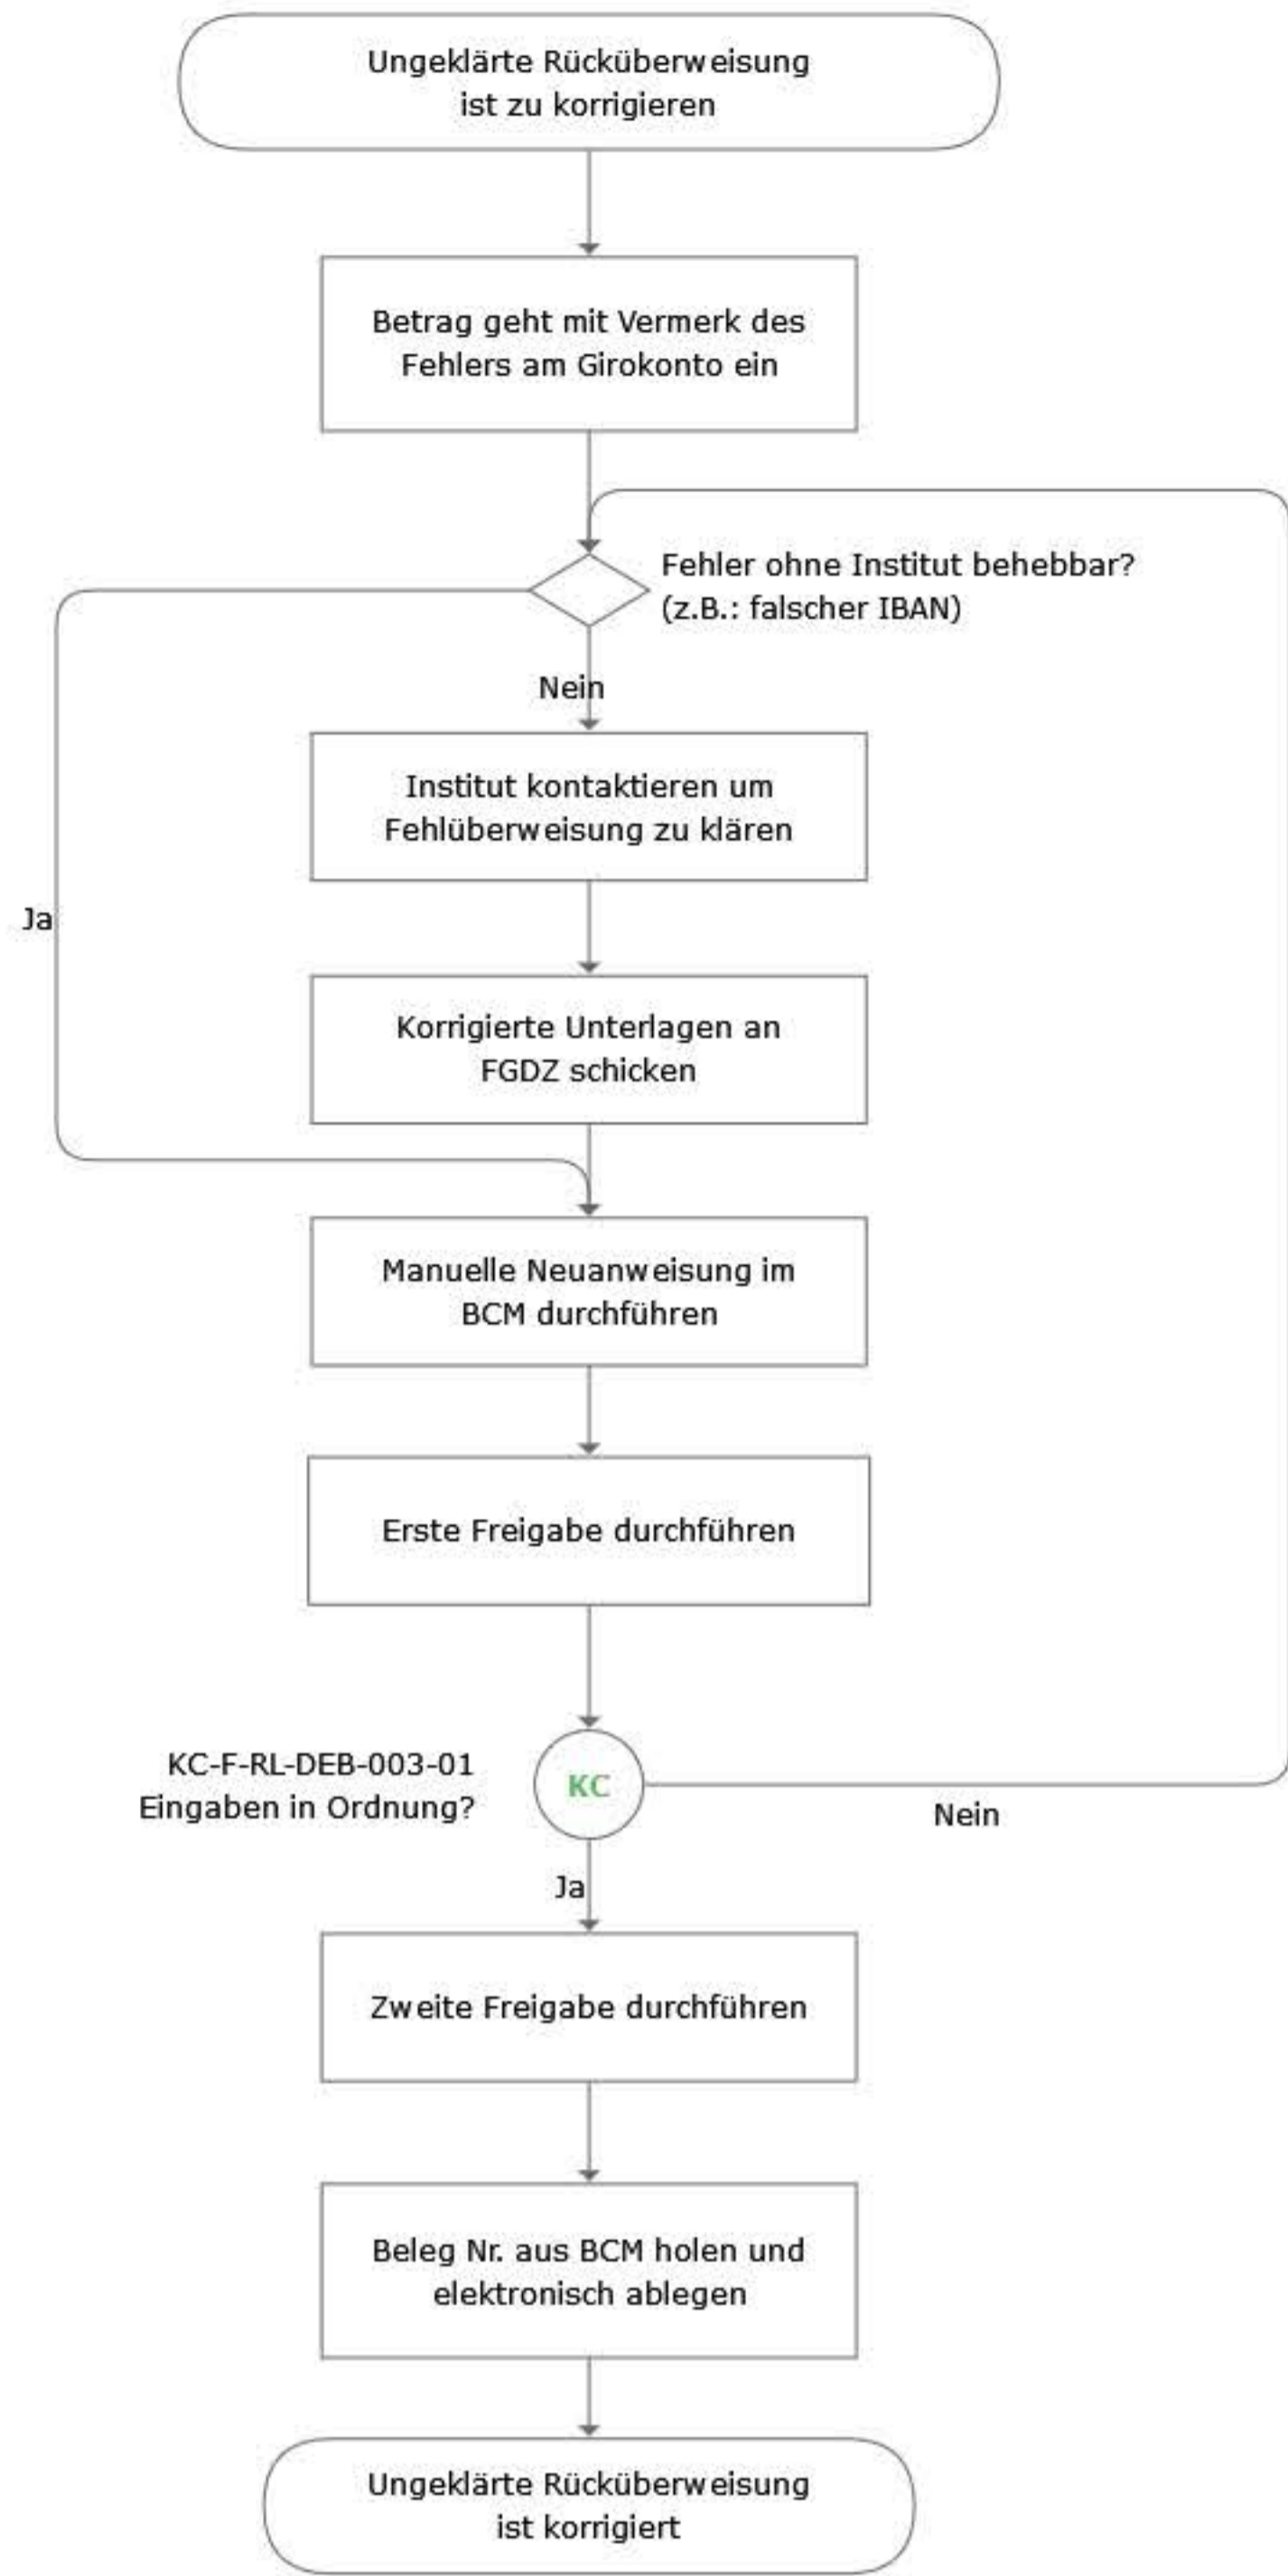 Ungeklärte Rücküberweisung
ist zu korrigieren
Betrag geht mit Vermerk des
Fehlers am Girokonto ein
Fehler ohne Institut behebbar?
(z.B.: falscher IBAN)
Nein
Institut kontaktieren um
Fehlüberweisung zu klären
Ja
Korrigierte Unterlagen an
FGDZ schicken
Manuelle Neuanweisung im
BCM durchführen
Erste Freigabe durchführen
KC-F-RL-DEB-003-01
Eingaben in Ordnung?
KC
Nein
Ja
Zweite Freigabe durchführen
Beleg Nr. aus BCM holen und
elektronisch ablegen
Ungeklärte Rücküberweisung
ist korrigiert